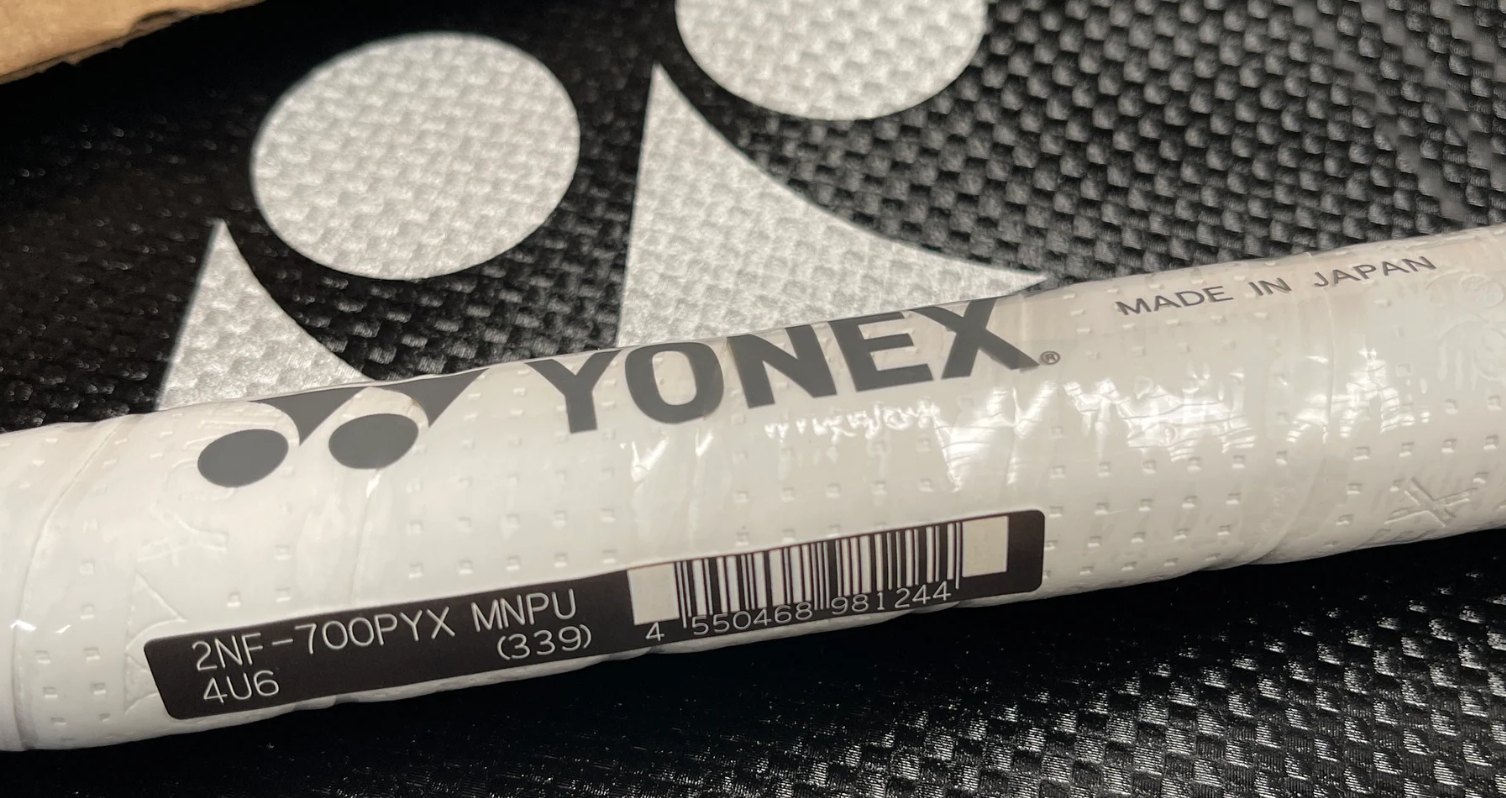 YONEX®
MADE IN JAPAN
2NF-700PYX MNPU
(339)
4U6
4 550468 981244